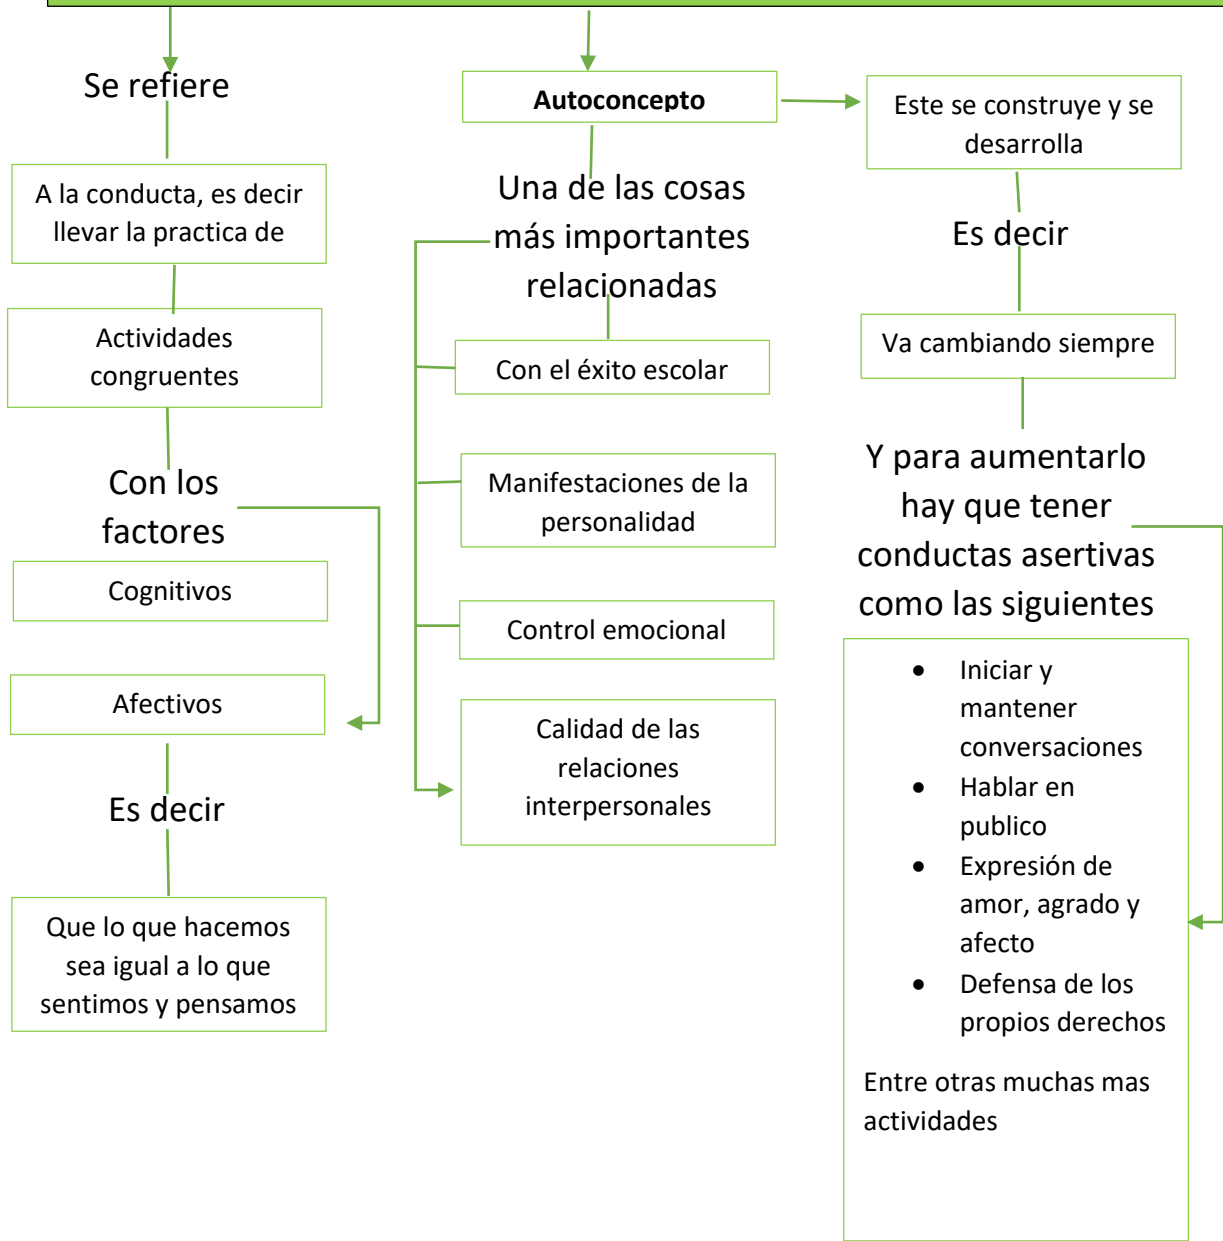 Se refiere
A la conducta, es decir
llevar la practica de
Actividades
congruentes
Con los
factores
Cognitivos
Afectivos
Es decir
Que lo que hacemos
sea igual a lo que
sentimos y pensamos
Autoconcepto
Una de las cosas
más importantes
relacionadas
Con el éxito escolar
Manifestaciones de la
personalidad
Control emocional
Calidad de las
relaciones
interpersonales
Este se construye y se
desarrolla
Es decir
Va cambiando siempre
Y para aumentarlo
hay que tener
conductas asertivas
como las siguientes
• Iniciar y
mantener
conversaciones
• Hablar en
publico
• Expresión de
amor, agrado y
afecto
• Defensa de los
propios derechos
Entre otras muchas mas
actividades